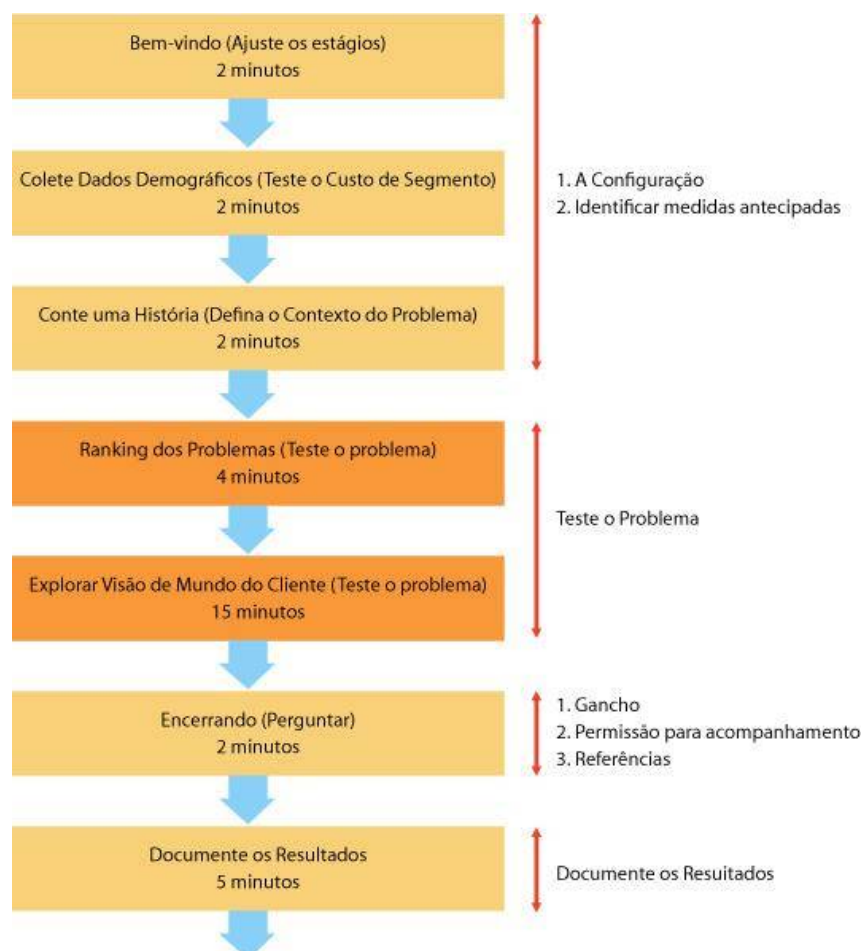 Bem-vindo (Ajuste os estágios)
2 minutos
Colete Dados Demográficos (Teste o Custo de Segmento)
2 minutos
1. A Configuração
2. Identificar medidas antecipadas
Conte uma História (Defina o Contexto do Problema)
2 minutos
Ranking dos Problemas (Teste o problema)
4 minutos
Teste o Problema
Explorar Visão de Mundo do Cliente (Teste o problema)
15 minutos
Encerrando (Perguntar)
2 minutos
1. Gancho
2. Permissão para acompanhamento
3. Referências
Documente os Resultados
5 minutos
Documente os Resuitados